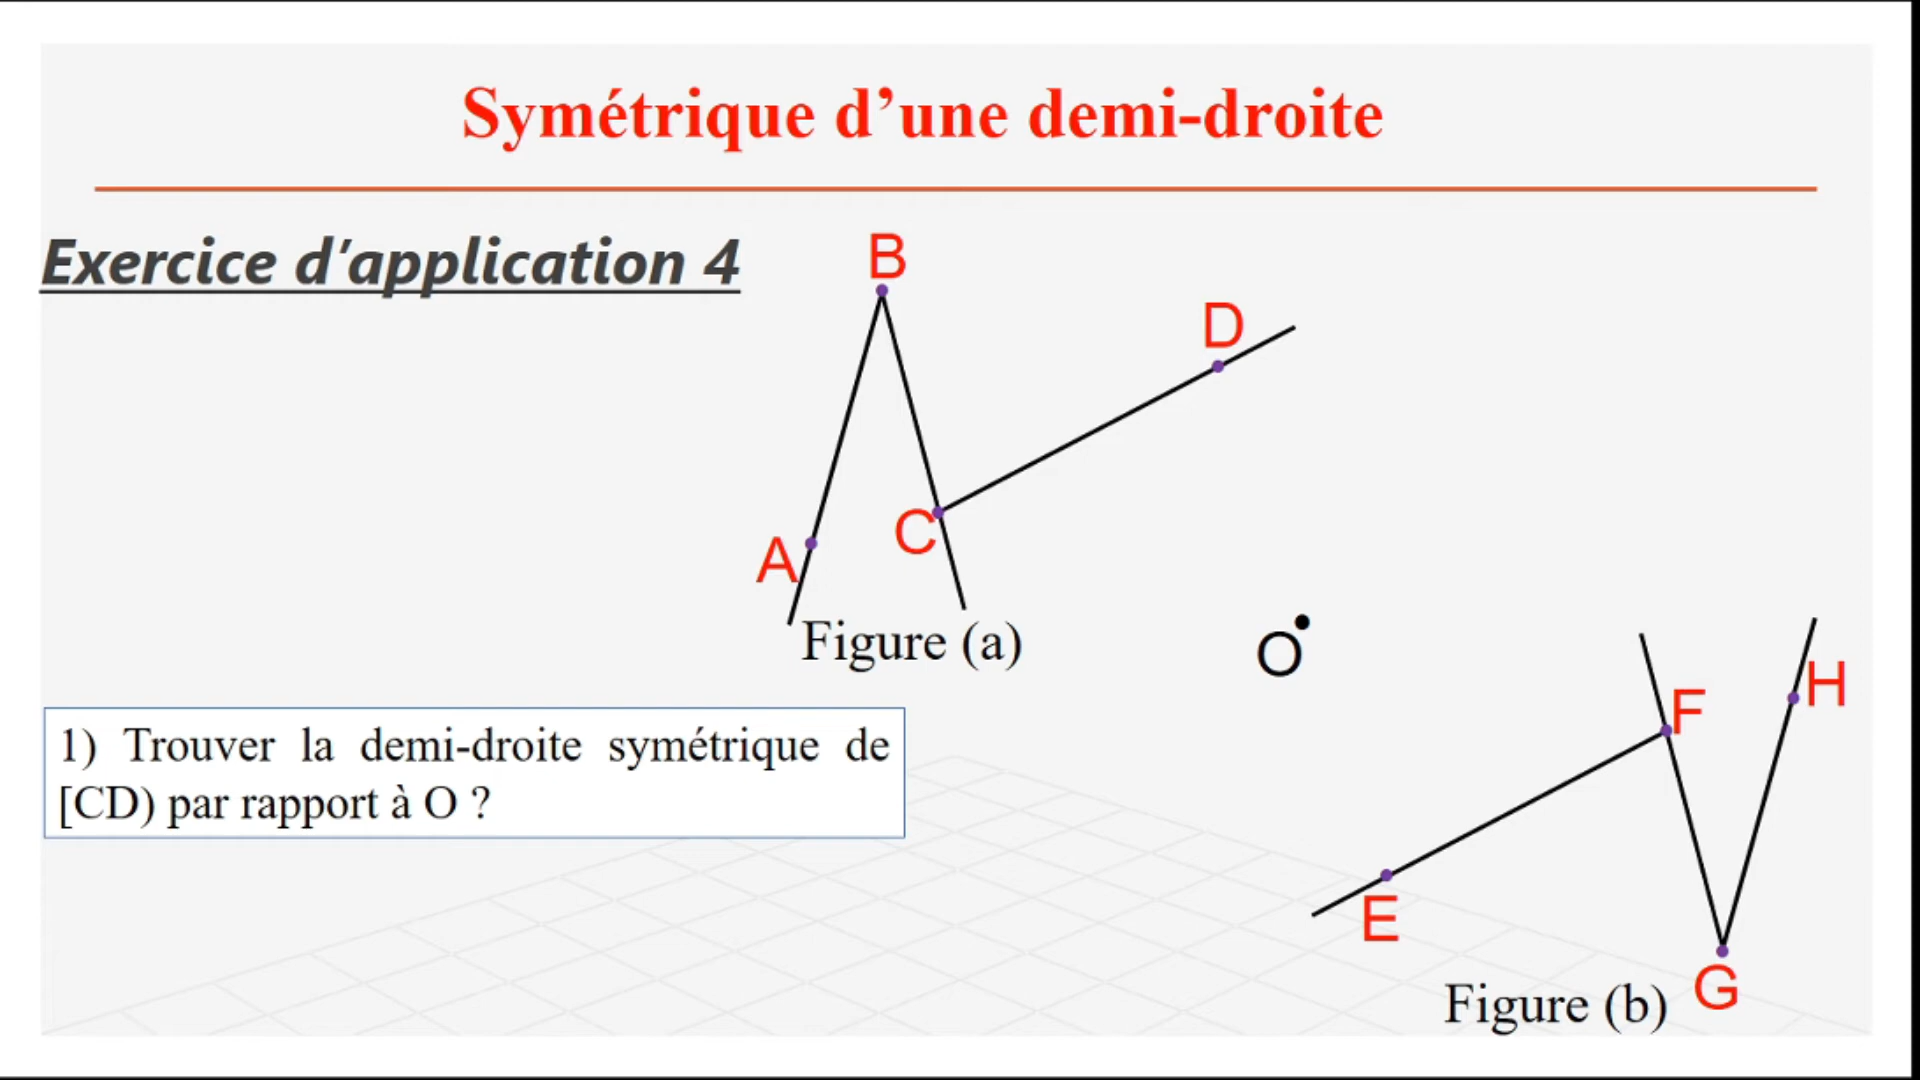 Symétrique d’une demi-droite
Exercice d’application 4
B
D
C
A
Figure (a)
O
H
F
1) Trouver la demi-droite symétrique de
[CD) par rapport à O ?
E
G
Figure (b)